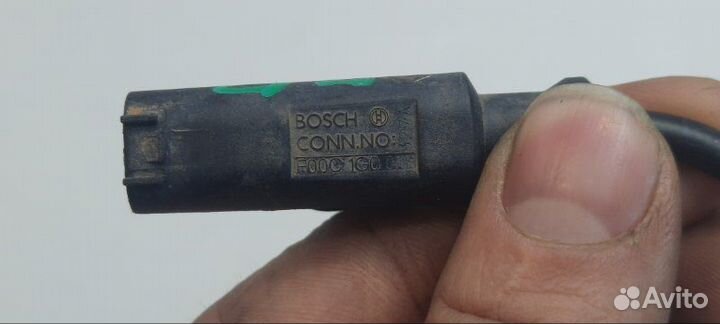 BOSCH
CONN.NO:
F00C 1G0
Avito